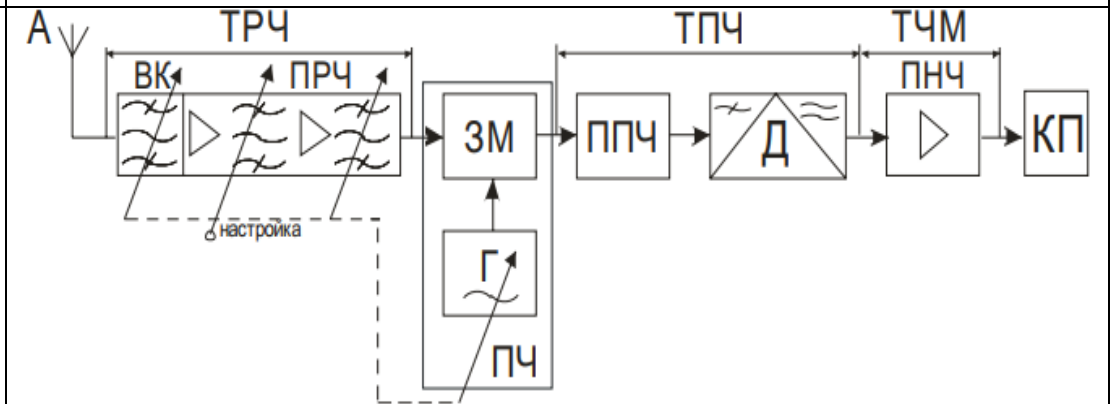 А ТРЧ ТПЧ ТЧМ
ВК ПРЧ ПНЧ
ЗМ ППЧ Д КП
настройка
Г
ПЧ